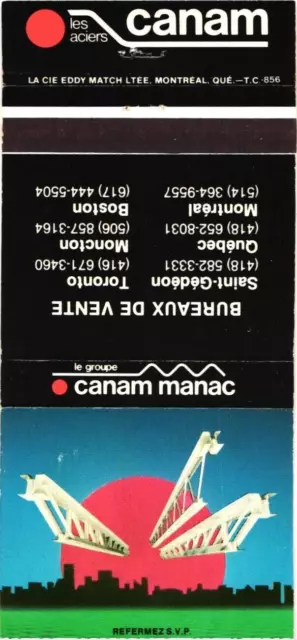 les
aciers canam
LA CIE EDDY MATCH LTEE, MONTRÉAL, QUÉ.—T.C.-856
BUREAUX DE VENTE
Saint-Gédéon
(418) 582-3331
Toronto
(416) 671-3460
Québec
(418) 652-8031
Moncton
(506) 857-3164
Montréal
(514) 364-9557
Boston
(617) 444-5504
le groupe
canam manac
REFERMEZ S.V.P.